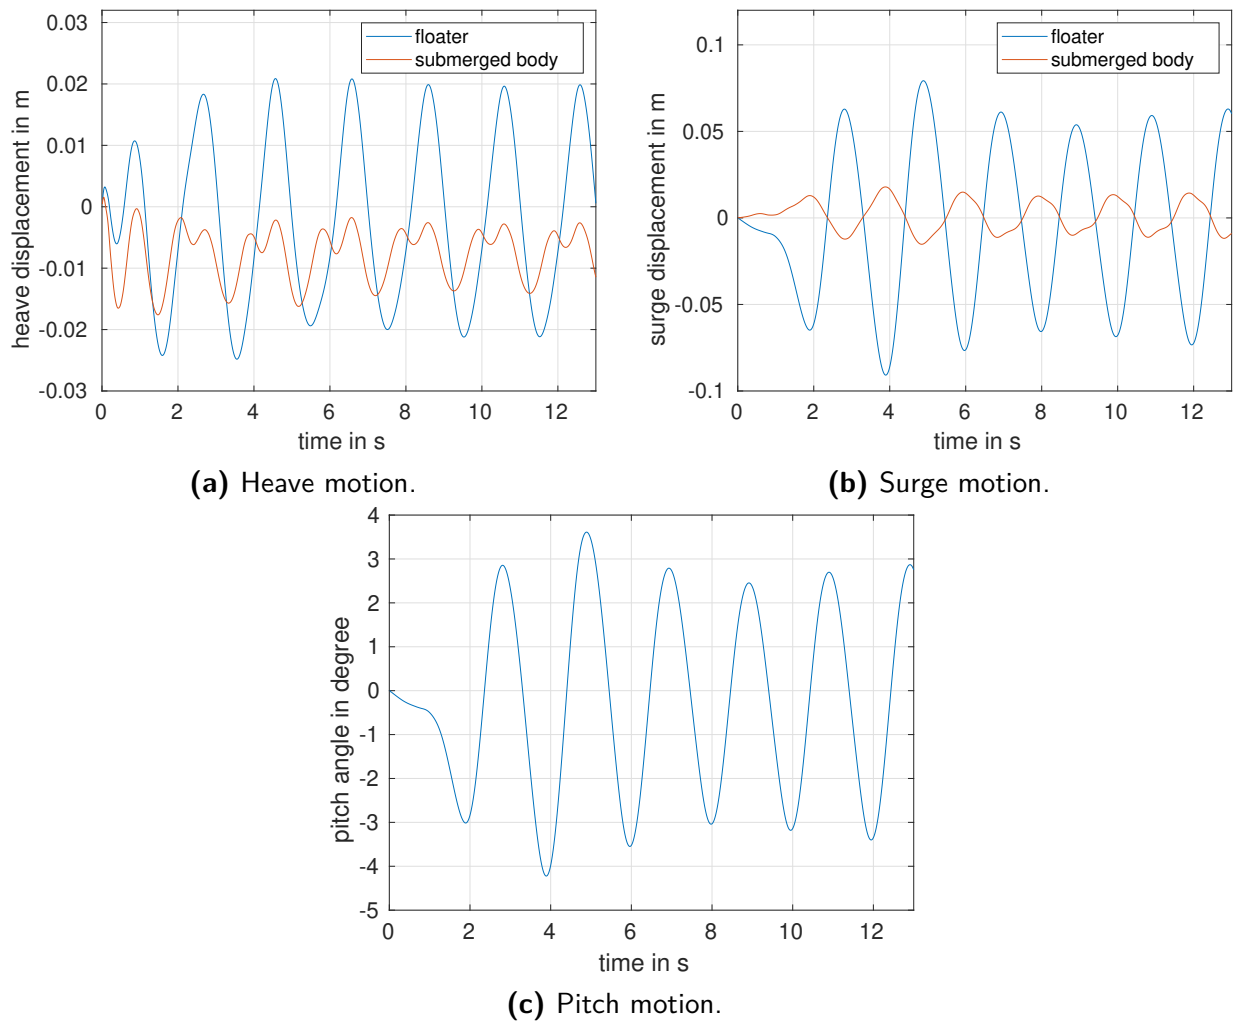 0.03
0.02
0.01
0
-0.01
-0.02
-0.03
heave displacement in m
floater
submerged body
0 2 4 6 8 10 12
time in s
(a) Heave motion.
0.1
0.05
0
-0.05
-0.1
surge displacement in m
floater
submerged body
0 2 4 6 8 10 12
time in s
(b) Surge motion.
4
3
2
1
0
-1
-2
-3
-4
-5
pitch angle in degree
0 2 4 6 8 10 12
time in s
(c) Pitch motion.